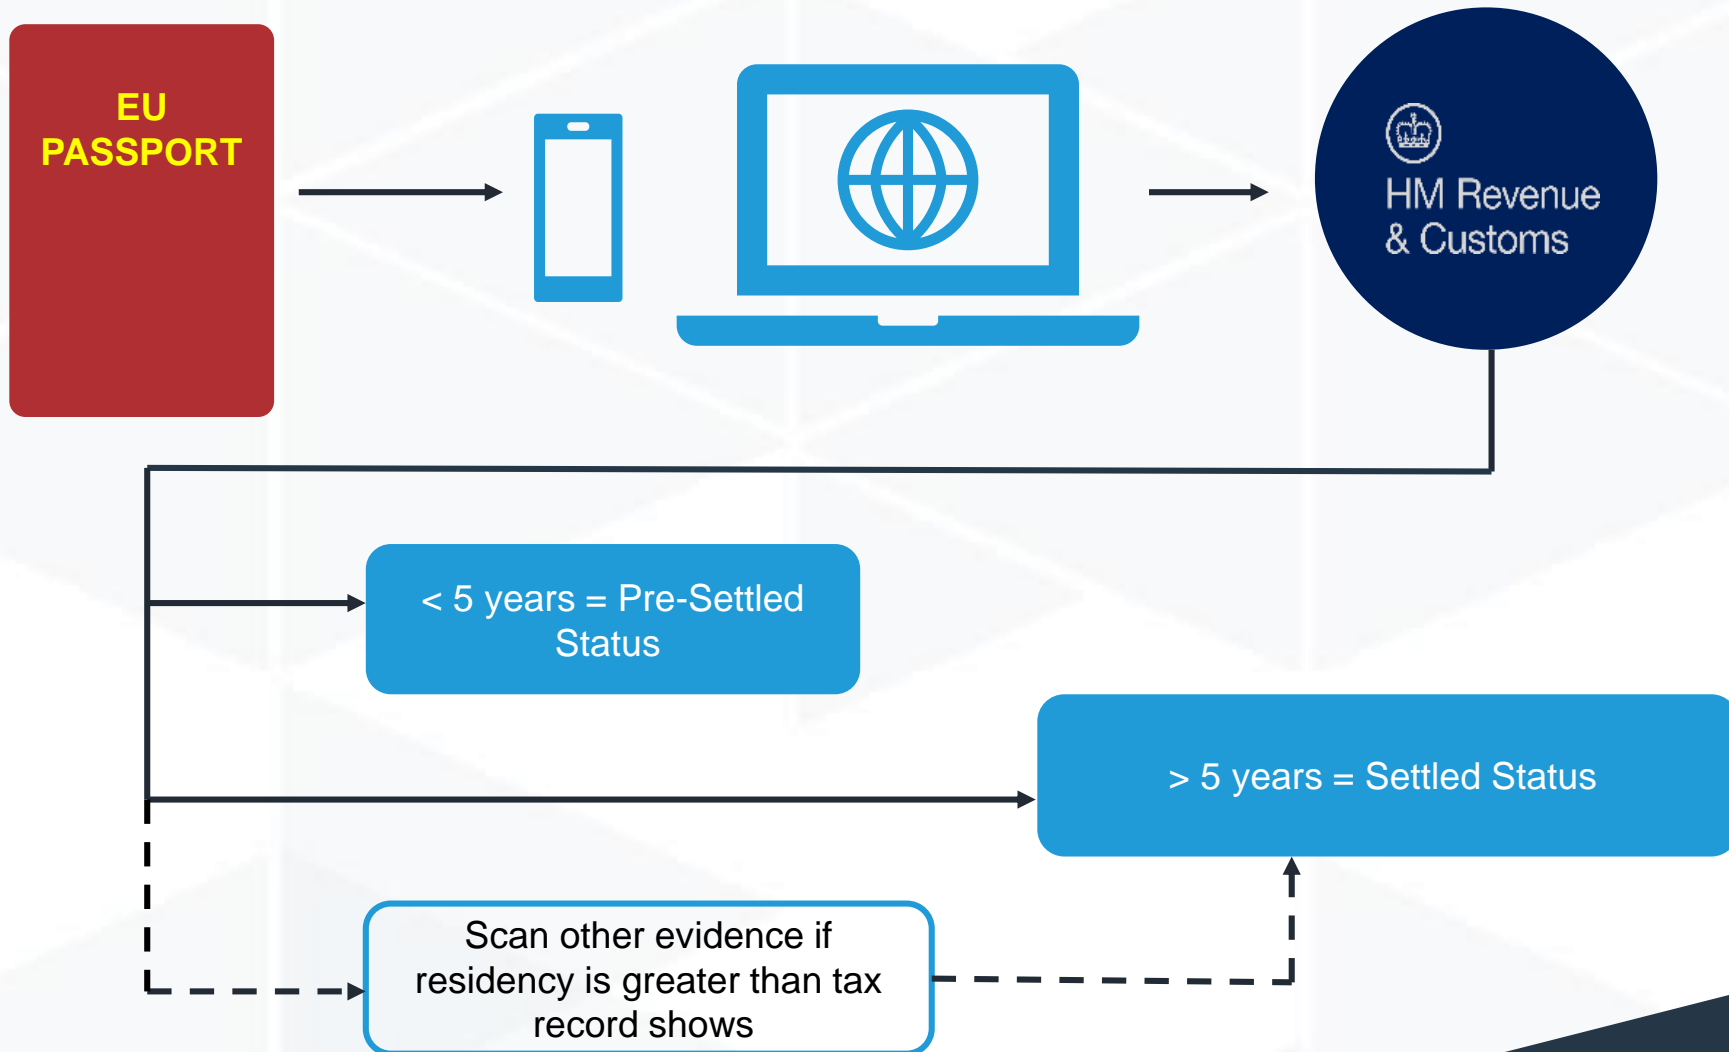 EU
PASSPORT
HM Revenue
& Customs
< 5 years = Pre-Settled
Status
> 5 years = Settled Status
Scan other evidence if
residency is greater than tax
record shows